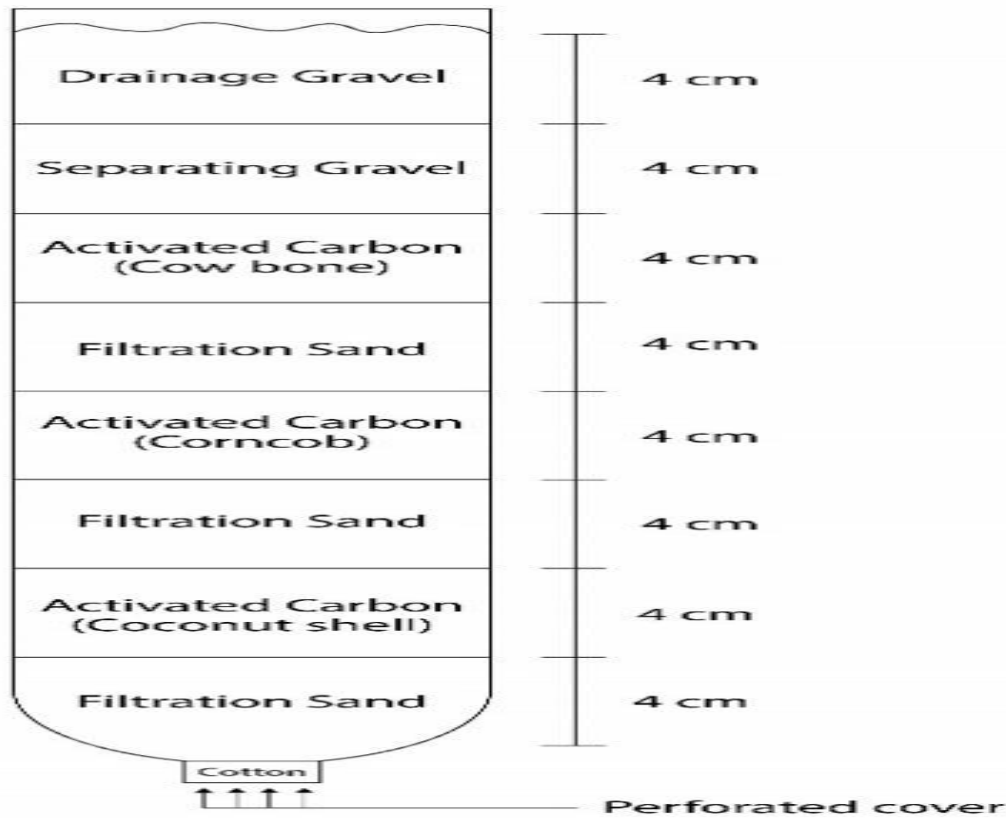 Drainage Gravel 4 cm
Separating Gravel 4 cm
Activated Carbon
(Cow bone) 4 cm
Filtration Sand 4 cm
Activated Carbon
(Corncob) 4 cm
Filtration Sand 4 cm
Activated Carbon
(Coconut shell) 4 cm
Filtration Sand 4 cm
Cotton
Perforated cover